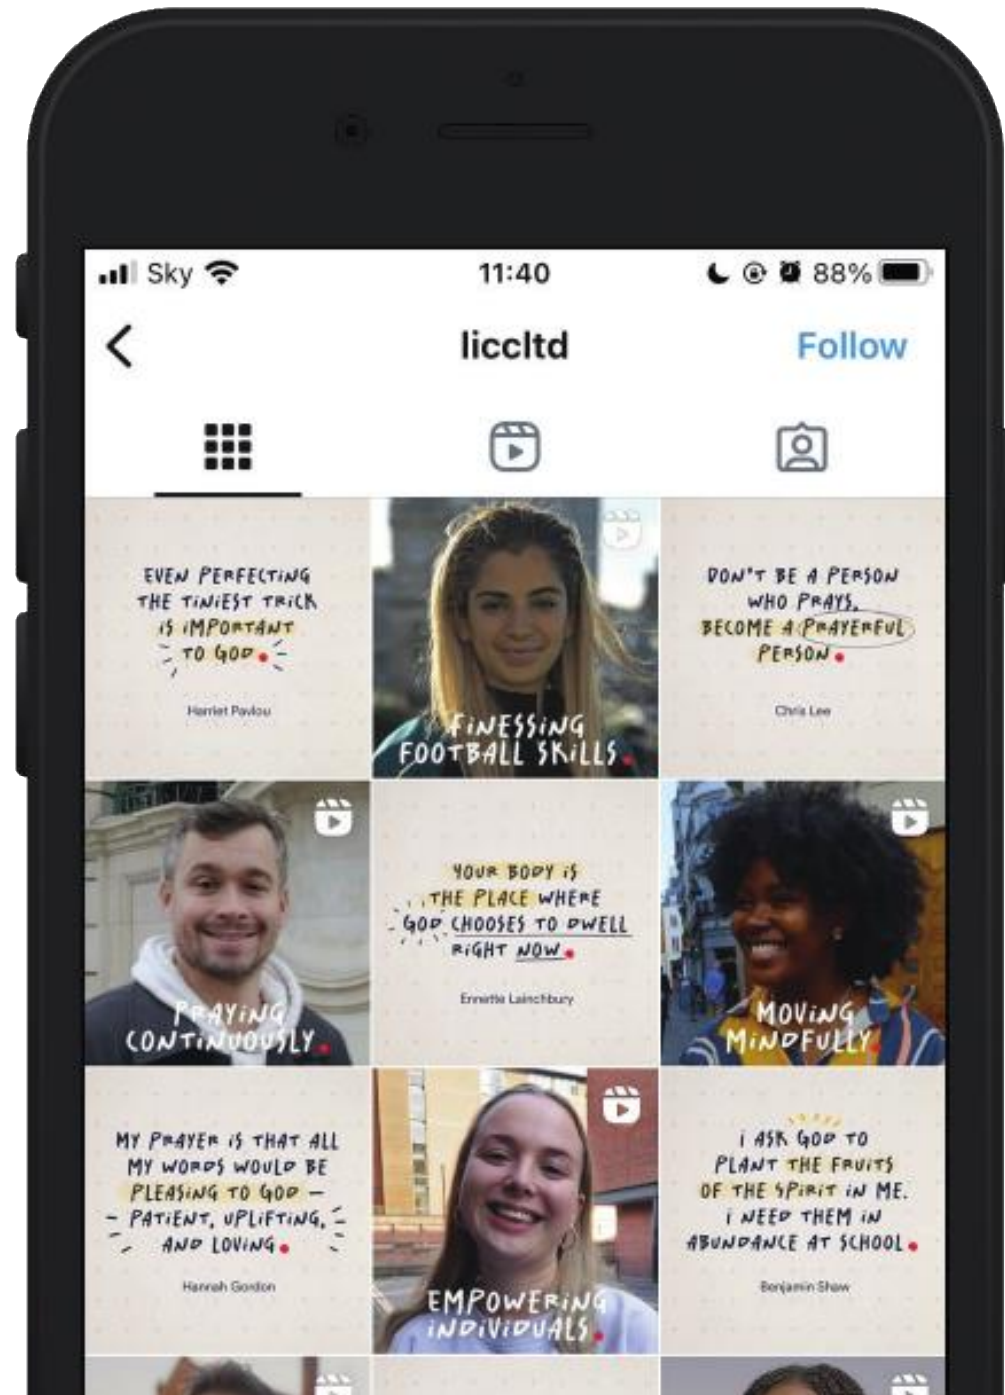 Sky
11:40
88%
liccltd
Follow
EVEN PERFECTING
THE TINIEST TRICK
IS IMPORTANT
TO GOD
Harriet Pavlou
FINESSING
FOOTBALL SKILLS
DON'T BE A PERSON
WHO PRAYS,
BECOME A PRAYERFUL
PERSON
Chris Lee
PRAYING
CONTINUOUSLY
YOUR BODY IS
THE PLACE WHERE
GOD CHOOSES TO DWELL
RIGHT NOW
Ennette Lainchbury
MOVING
MINDFULLY
MY PRAYER IS THAT ALL
MY WORDS WOULD BE
PLEASING TO GOD –
PATIENT, UPLIFTING,
AND LOVING
Hannah Gordon
EMPOWERING
INDIVIDUALS
I ASK GOD TO
PLANT THE FRUITS
OF THE SPIRIT IN ME.
I NEED THEM IN
ABUNDANCE AT SCHOOL
Benjamin Shaw